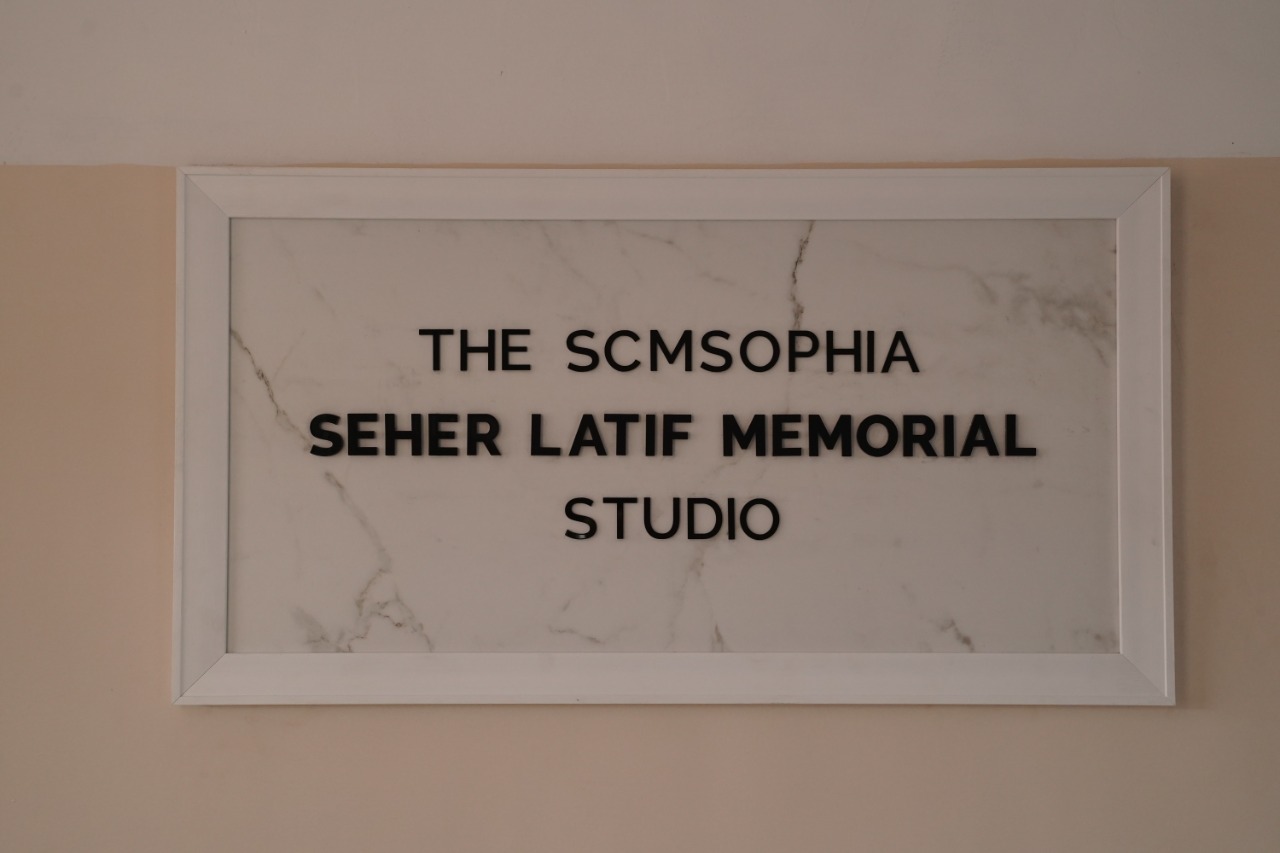 THE SCMSOPHIA
SEHER LATIF MEMORIAL
STUDIO